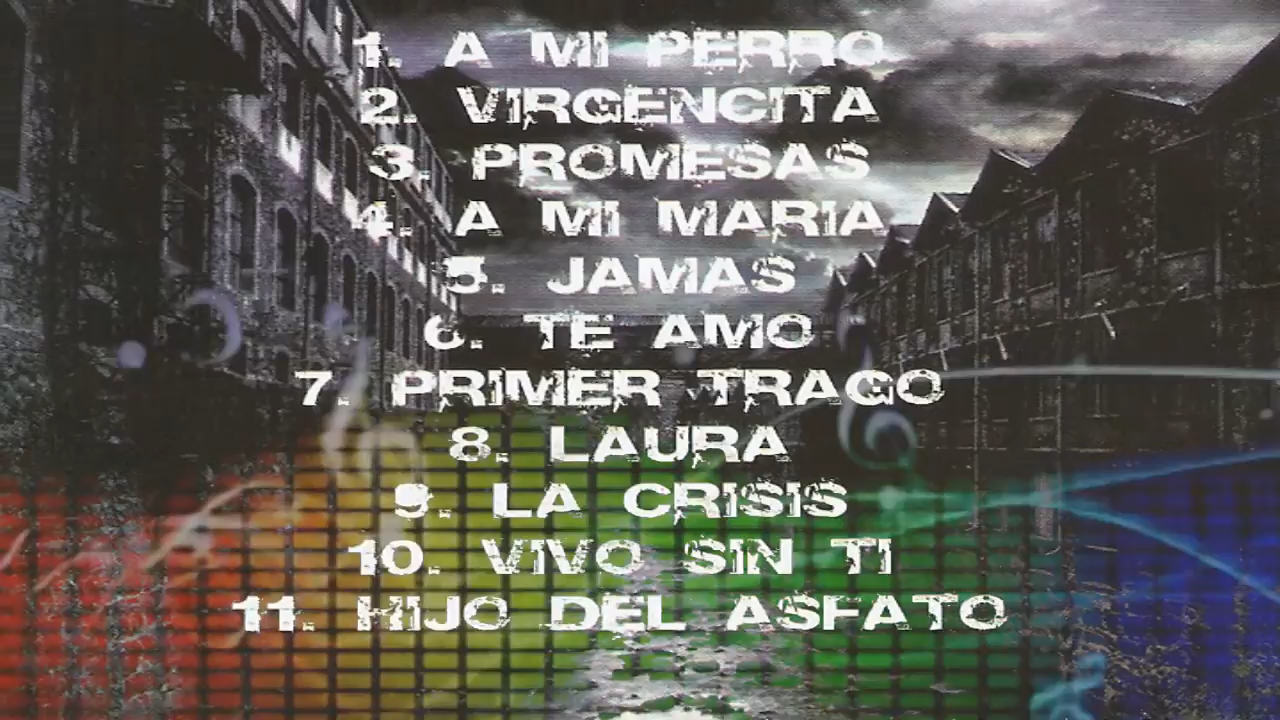 1. A MI PERRO
2. VIRGENCITA
3. PROMESAS
4. A MI MARIA
5. JAMAS
6. TE AMO
7. PRIMER TRAGO
8. LAURA
9. LA CRISIS
10. VIVO SIN TI
11. HIJO DEL ASFATO